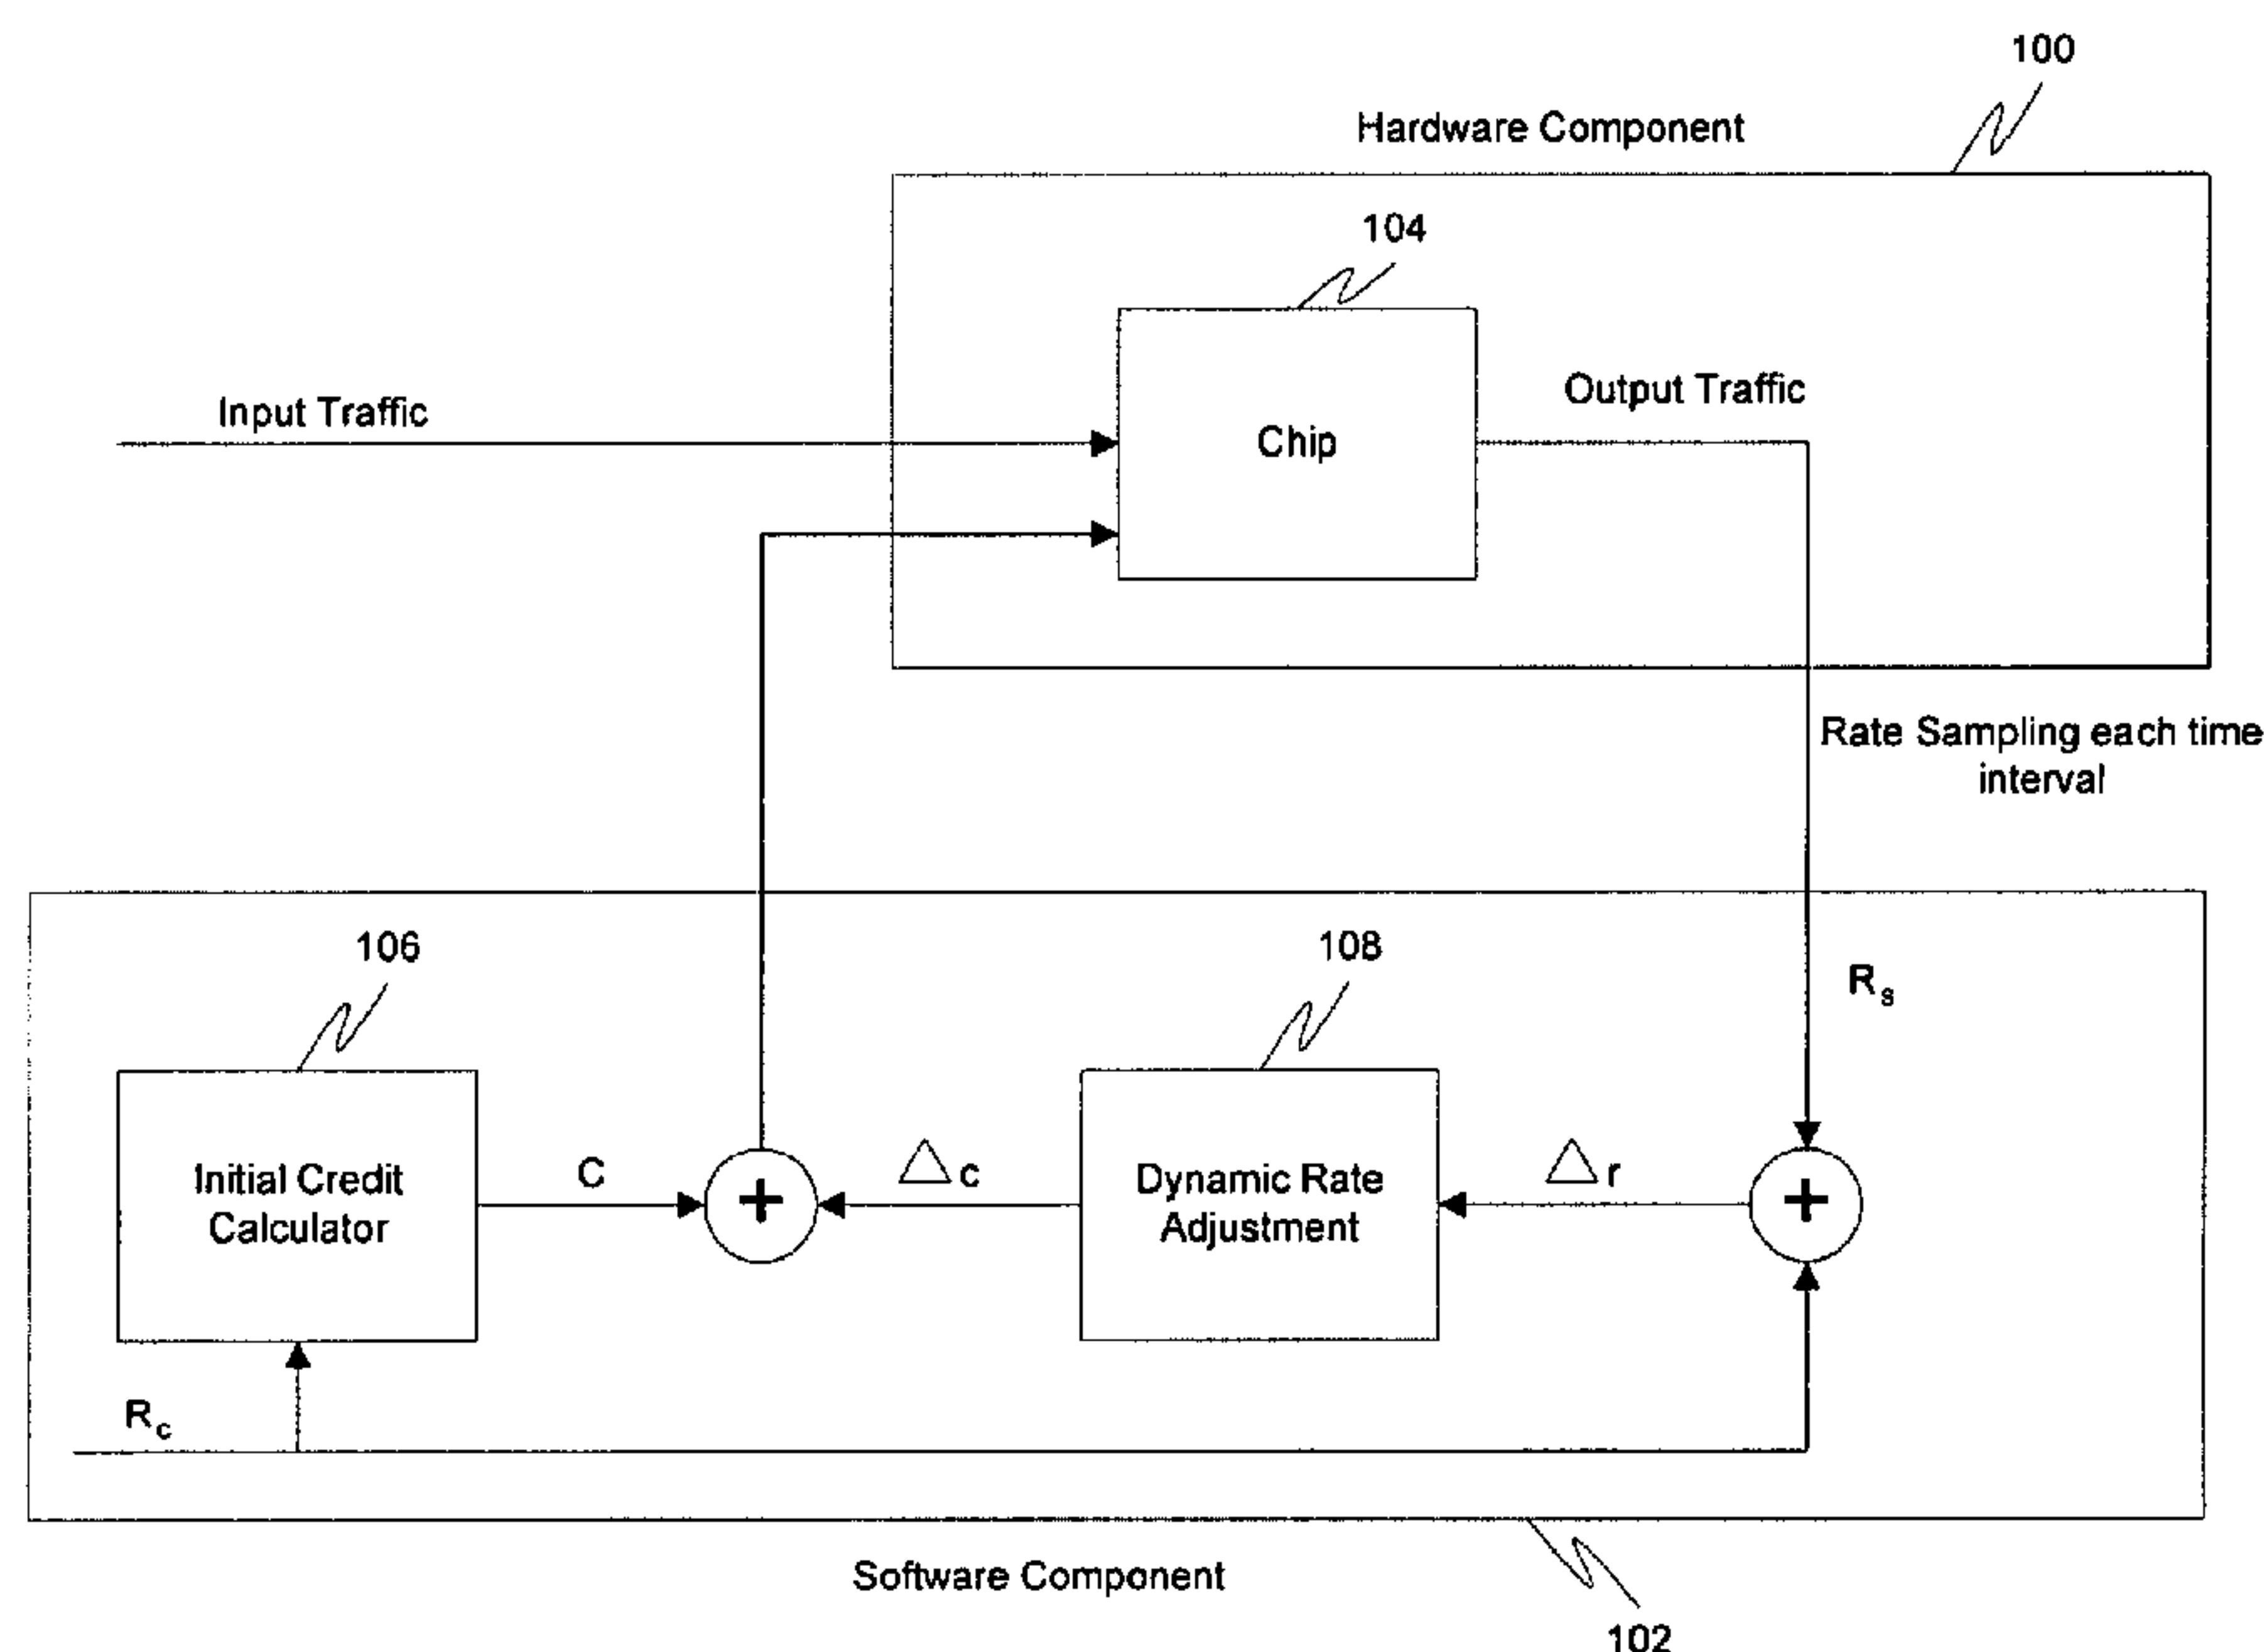 100
Hardware Component
104
Input Traffic
Chip
Output Traffic
Rate Sampling each time
interval
106
108
Rs
Initial Credit
Calculator
C
+
△c
Dynamic Rate
Adjustment
△r
+
Rc
Software Component
102